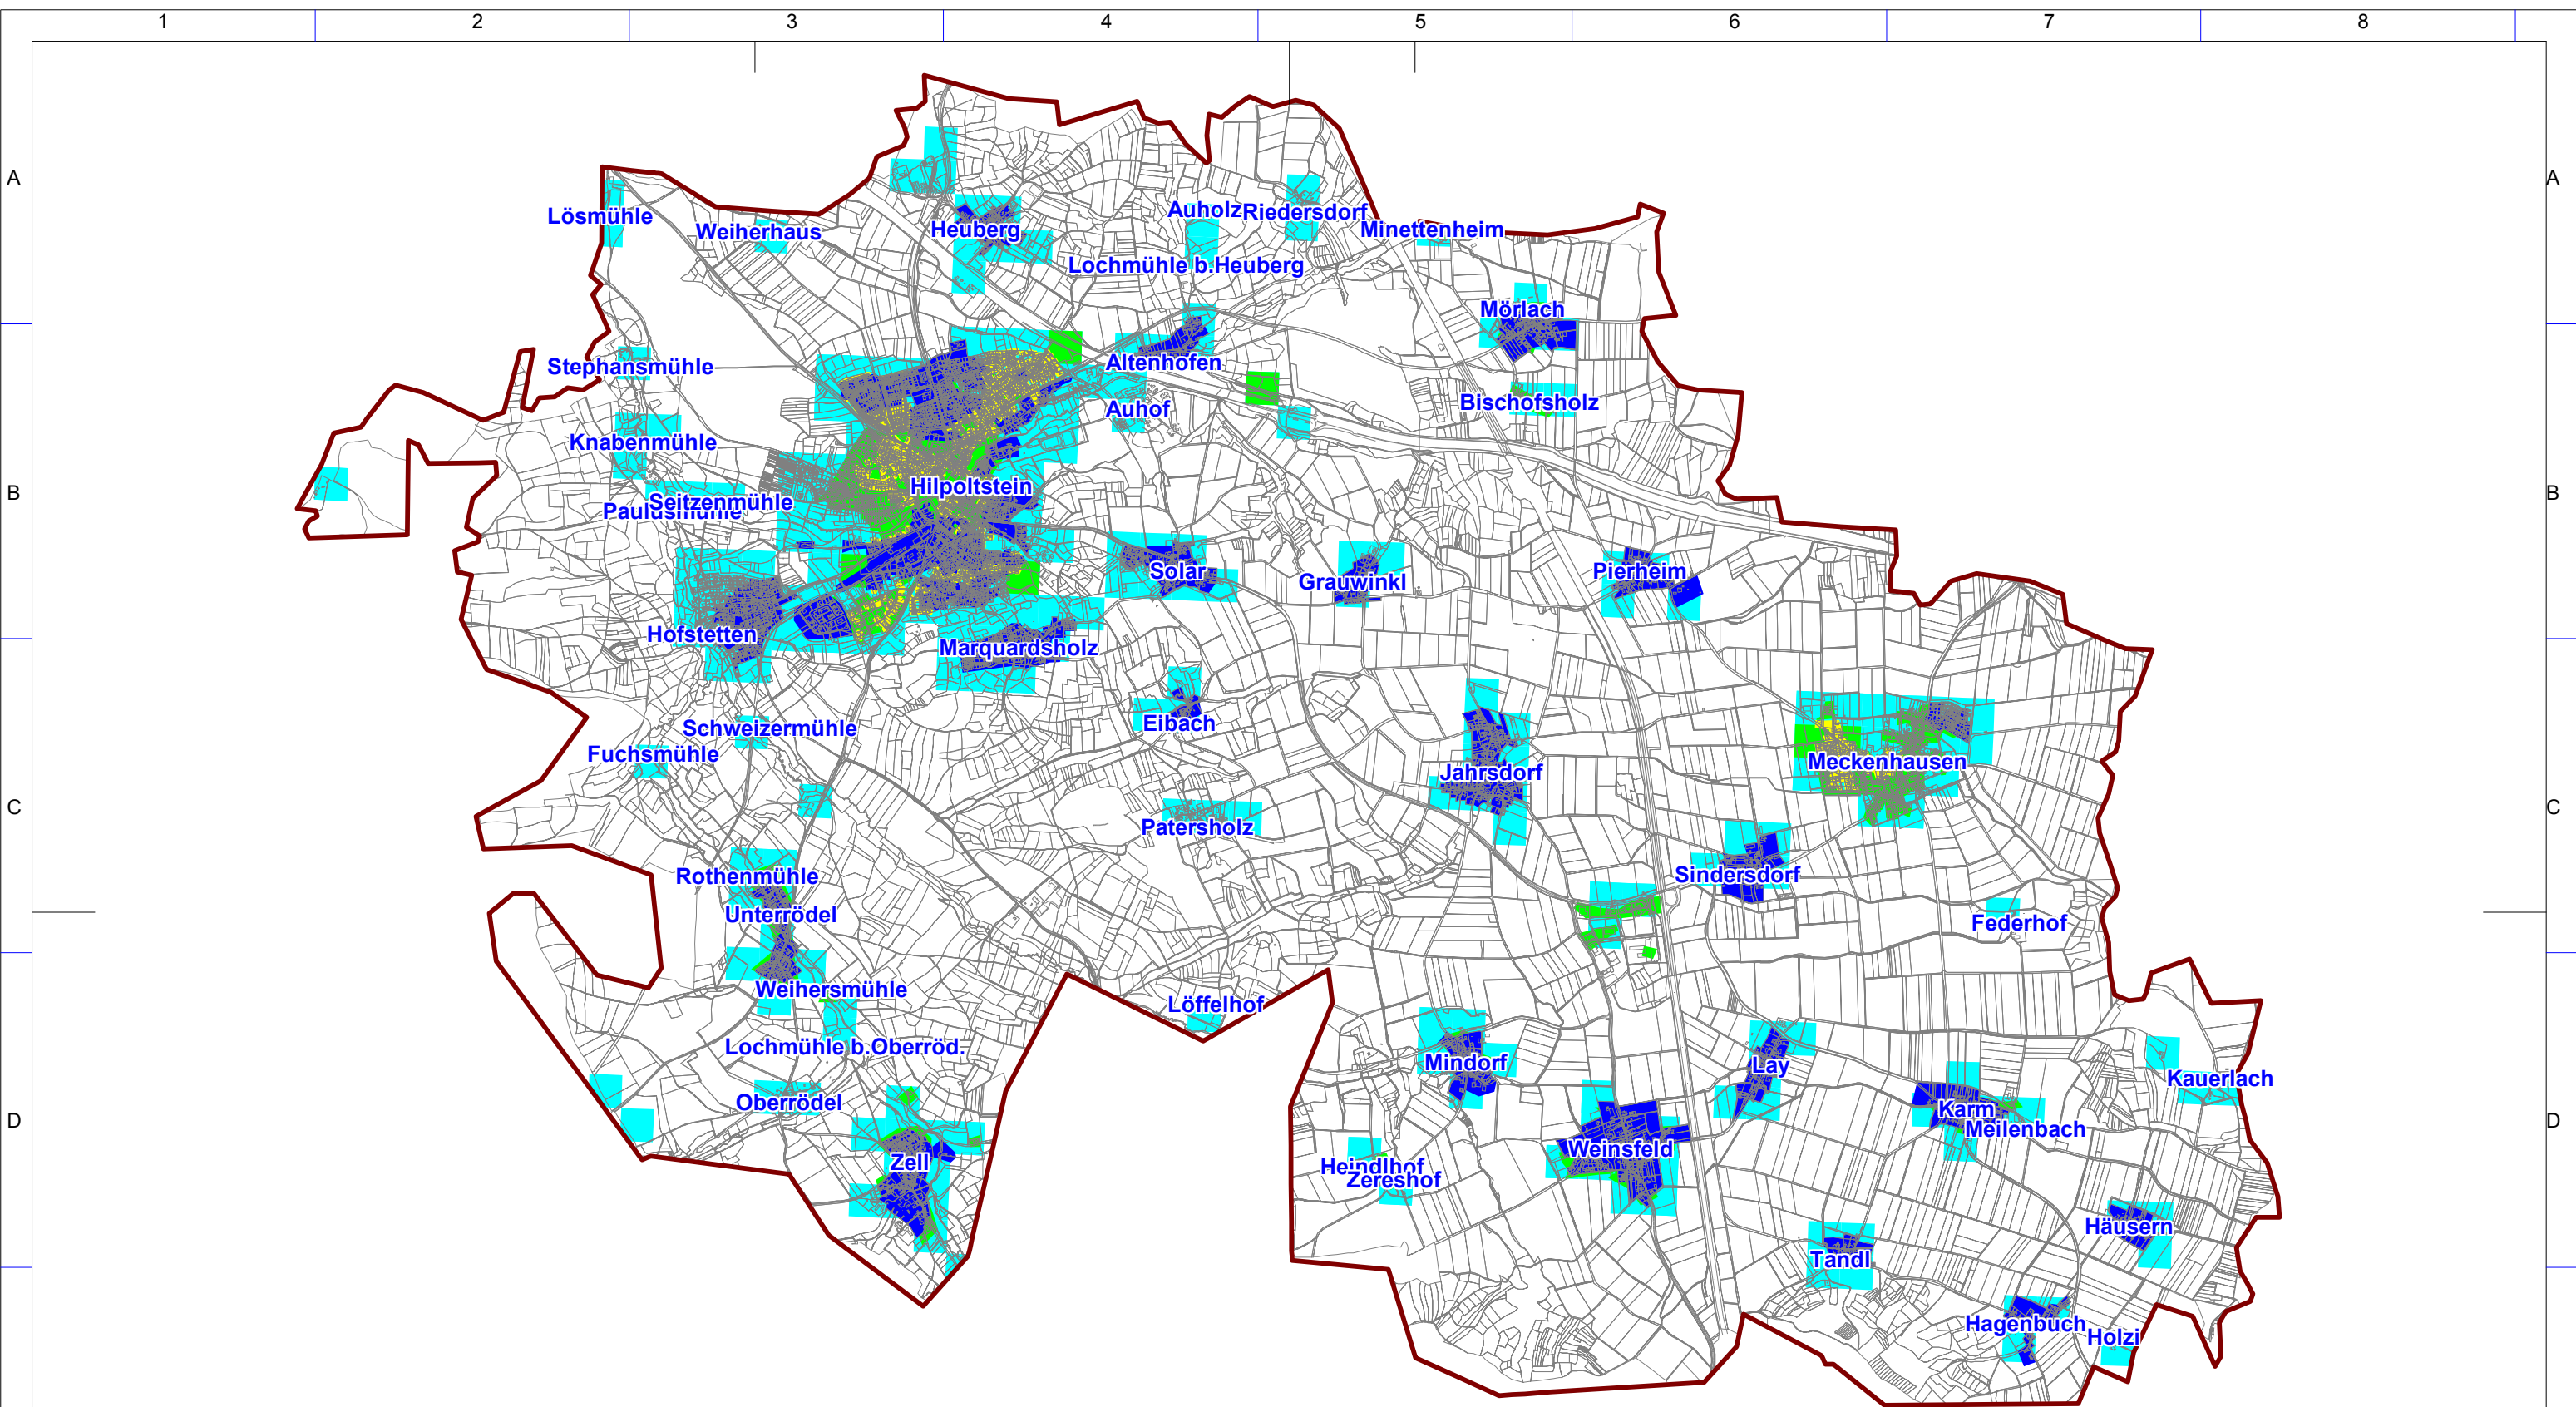 1 2 3 4 5 6 7 8
A A
Lösmühle
Weiherhaus
Heuberg
Auholz
Riedersdorf
Minettenheim
Lochmühle b.Heuberg
Mörlach
Stephansmühle
Altenhofen
Bischofsholz
Auhof
Knabenmühle
Hilpoltstein
B B
Seitzenmühle
Paulusmühle
Solar
Grauwinkl
Pierheim
Hofstetten
Marquardsholz
Eibach
Schweizermühle
Fuchsmühle
Meckenhausen
Jahrsdorf
C C
Patersholz
Rothenmühle
Sindersdorf
Unterrödel
Federhof
Weihersmühle
Löffelhof
Lochmühle b.Oberröd.
Mindorf
Lay
Kauerlach
Oberrödel
Karm
D D
Meilenbach
Weinsfeld
Zell
Heindlhof
Zereshof
Häusern
Tandl
Hagenbuch
Holzi